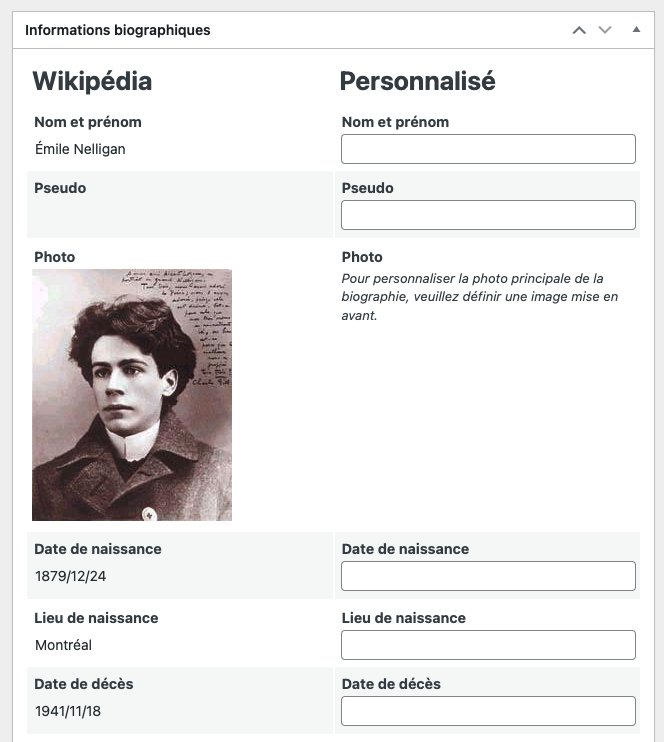 Informations biographiques
Wikipédia
Personnalisé
Nom et prénom
Émile Nelligan
Nom et prénom
Pseudo
Pseudo
Photo
Photo
Pour personnaliser la photo principale de la
biographie, veuillez définir une image mise en
avant.
Date de naissance
1879/12/24
Date de naissance
Lieu de naissance
Montréal
Lieu de naissance
Date de décès
1941/11/18
Date de décès